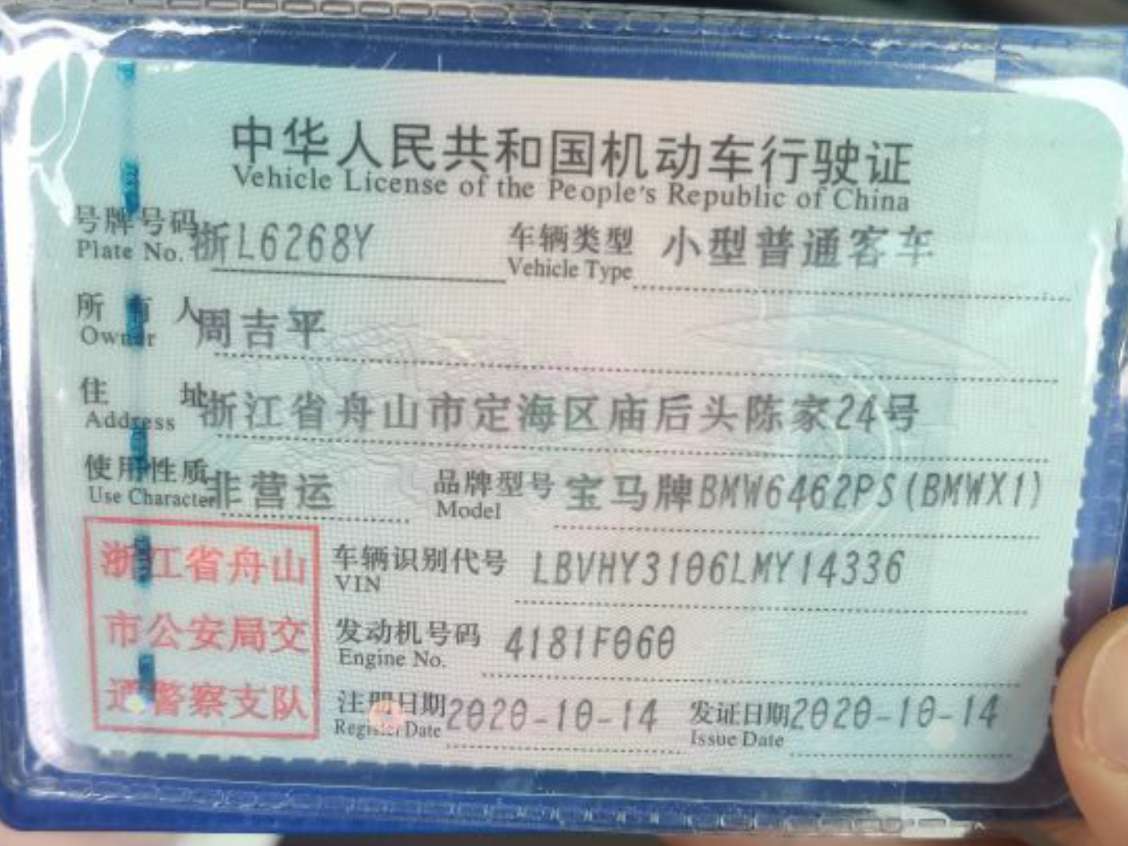 中华人民共和国机动车行驶证
Vehicle License of the People's Republic of China
号牌号码 浙L6268Y 车辆类型 小型普通客车
Plate No. Vehicle Type
所有人 周吉平
Owner
住址 浙江省舟山市定海区庙后头陈家24号
Address
使用性质 非营运 品牌型号 宝马牌BMW6462PS(BMWX1)
Use Character Model
浙江省舟山 车辆识别代号 LBVHY3106LMY14336
VIN
市公安局交 发动机号码 4181F060
Engine No.
通警察支队 注册日期 2020-10-14 发证日期 2020-10-14
Register Date Issue Date